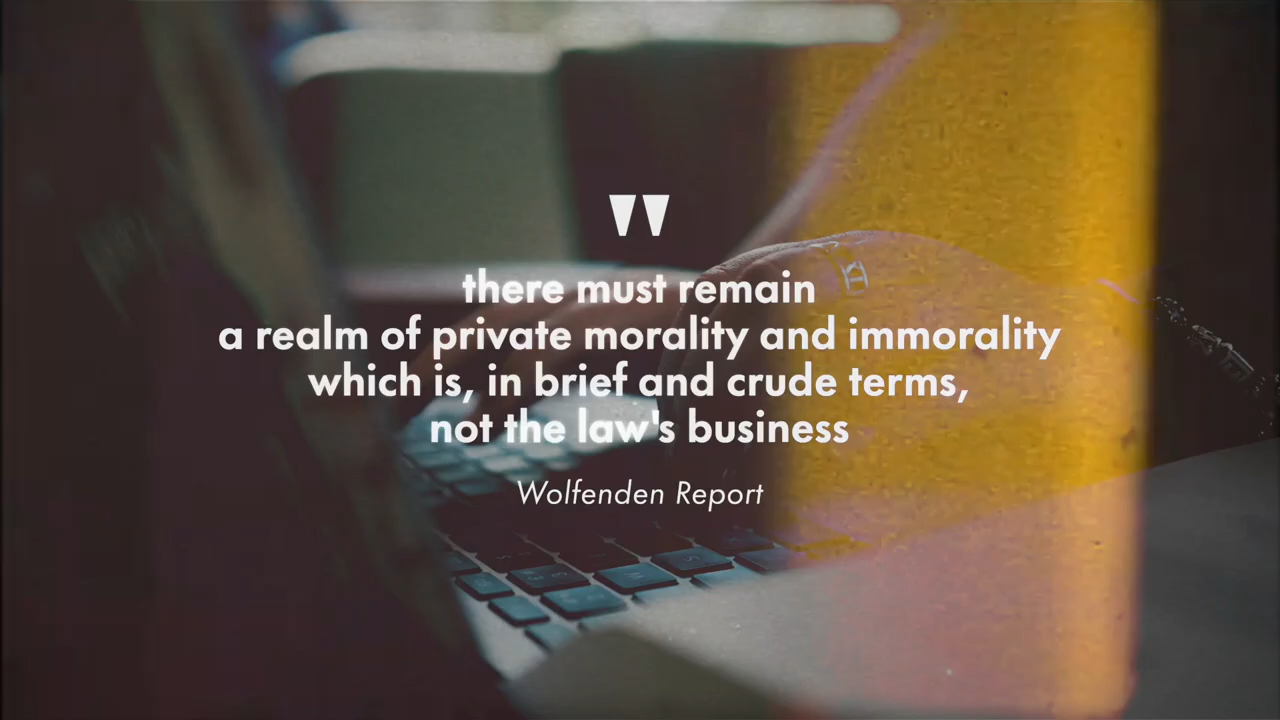 "
there must remain
a realm of private morality and immorality
which is, in brief and crude terms,
not the law's business
Wolfenden Report